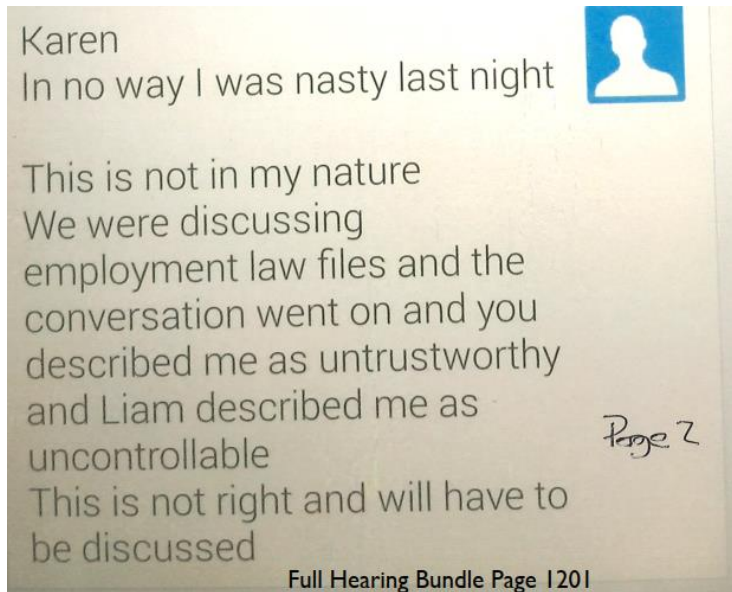 Karen
In no way I was nasty last night
This is not in my nature
We were discussing
employment law files and the
conversation went on and you
described me as untrustworthy
and Liam described me as
uncontrollable
This is not right and will have to
be discussed
Page 2
Full Hearing Bundle Page 1201